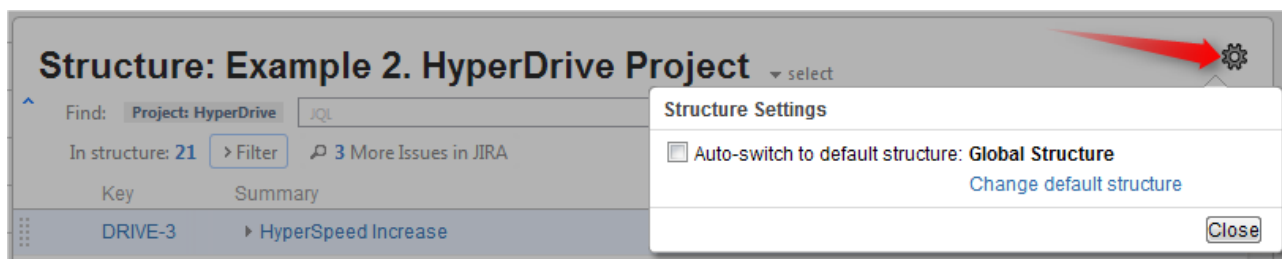 Structure: Example 2. HyperDrive Project select
Find: Project: HyperDrive JQL
In structure: 21 > Filter 3 More Issues in JIRA
Key Summary
DRIVE-3 HyperSpeed Increase
Structure Settings
Auto-switch to default structure: Global Structure
Change default structure
Close